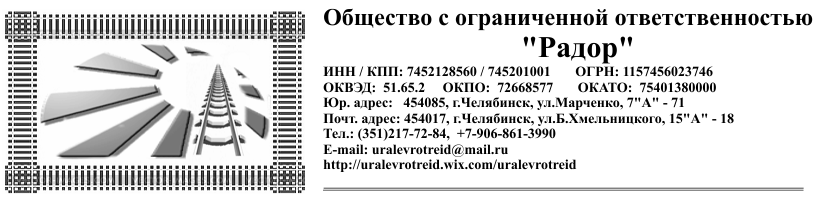 Общество с ограниченной ответственностью
"Радор"
ИНН / КПП: 7452128560 / 745201001 ОГРН: 1157456023746
ОКВЭД: 51.65.2 ОКПО: 72668577 ОКАТО: 75401380000
Юр. адрес: 454085, г.Челябинск, ул.Марченко, 7"А" - 71
Почт. адрес: 454017, г.Челябинск, ул.Б.Хмельницкого, 15"А" - 18
Тел.: (351)217-72-84, +7-906-861-3990
E-mail: uralevrotreid@mail.ru
http://uralevrotreid.wix.com/uralevrotreid